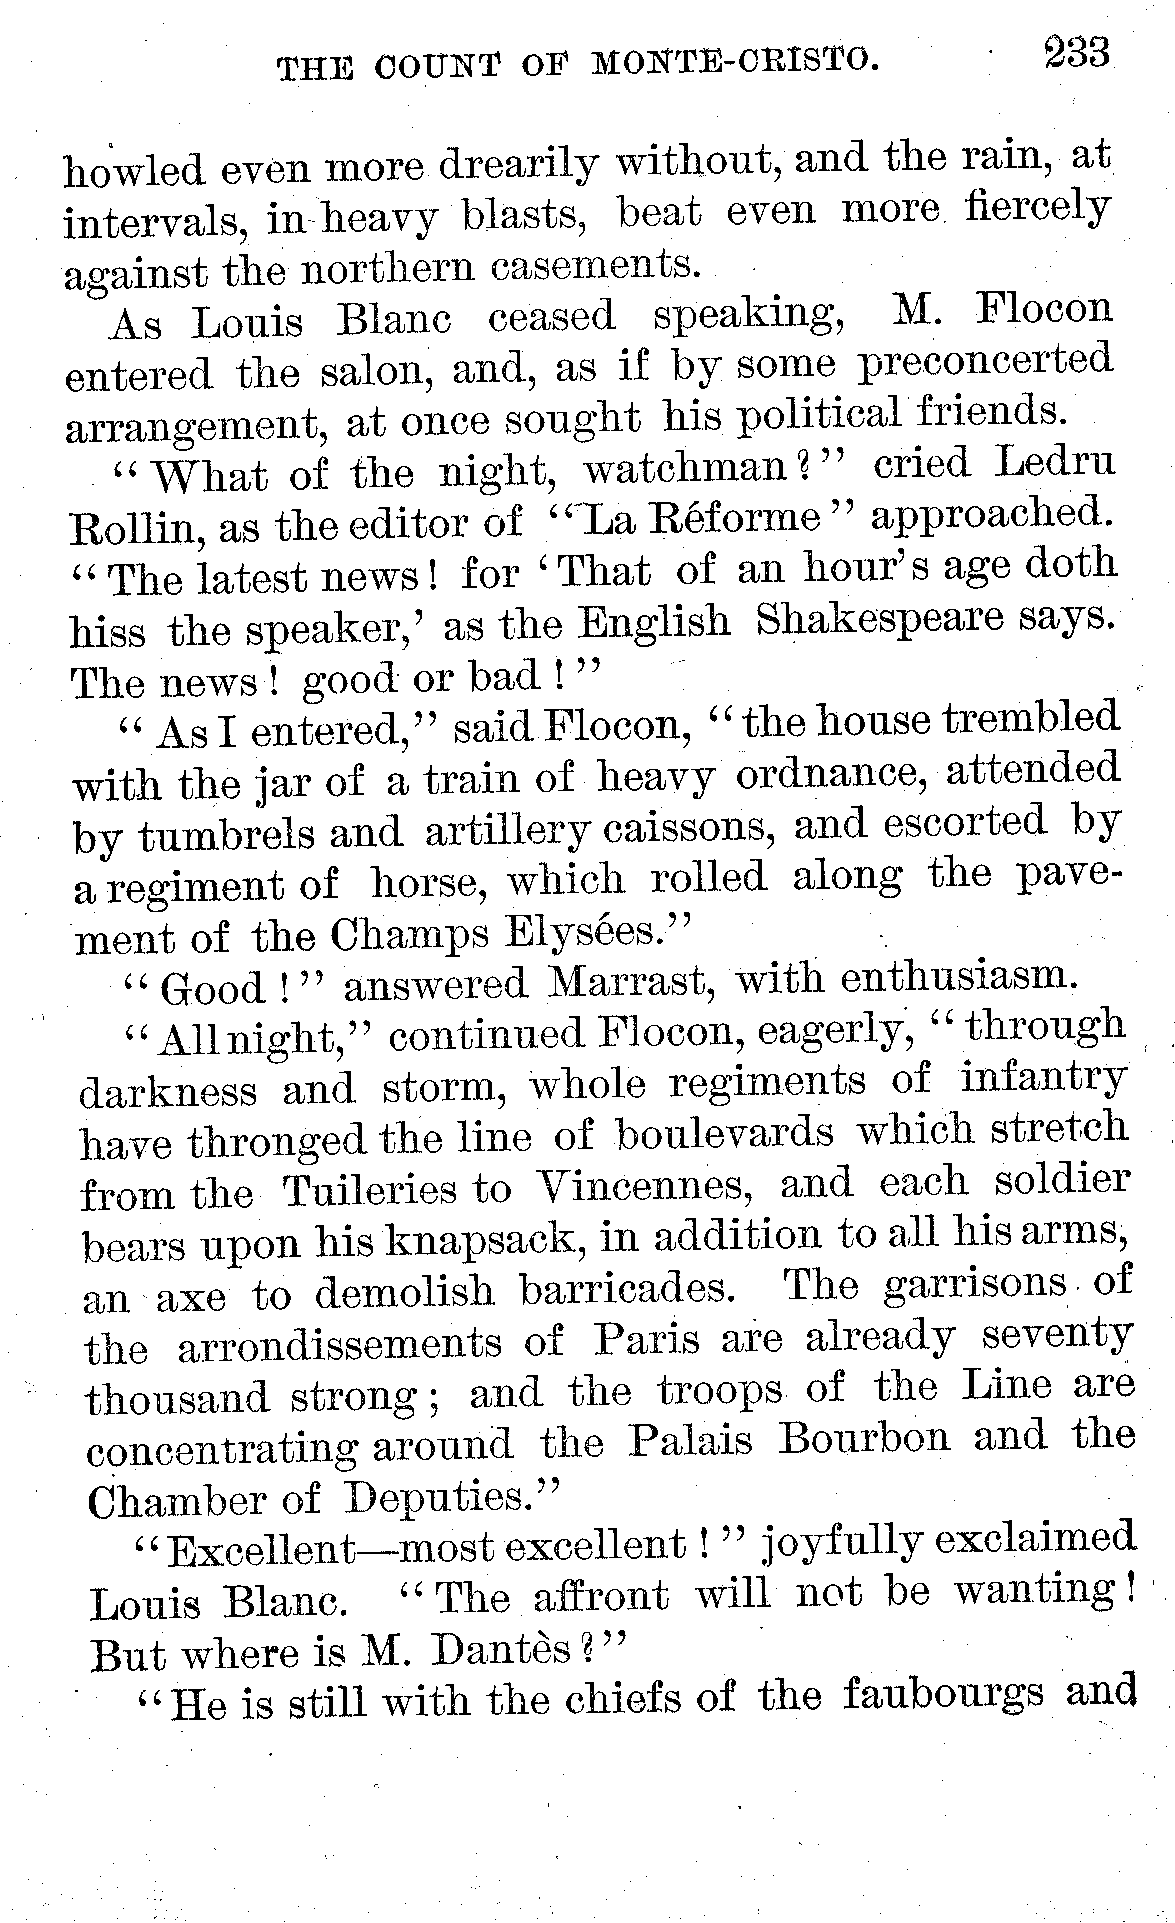 THE COUNT OF MONTE-CRISTO. 233
howled even more drearily without, and the rain, at
intervals, in heavy blasts, beat even more fiercely
against the northern casements.
As Louis Blanc ceased speaking, M. Flocon
entered the salon, and, as if by some preconcerted
arrangement, at once sought his political friends.
"What of the night, watchman?" cried Ledru
Rollin, as the editor of "La Réforme" approached.
"The latest news! for 'That of an hour's age doth
hiss the speaker,' as the English Shakespeare says.
The news! good or bad!"
"As I entered," said Flocon, "the house trembled
with the jar of a train of heavy ordnance, attended
by tumbrels and artillery caissons, and escorted by
a regiment of horse, which rolled along the pave-
ment of the Champs Elysées."
"Good!" answered Marrast, with enthusiasm.
"All night," continued Flocon, eagerly, "through
darkness and storm, whole regiments of infantry
have thronged the line of boulevards which stretch
from the Tuileries to Vincennes, and each soldier
bears upon his knapsack, in addition to all his arms,
an axe to demolish barricades. The garrisons of
the arrondissements of Paris are already seventy
thousand strong; and the troops of the Line are
concentrating around the Palais Bourbon and the
Chamber of Deputies."
"Excellent—most excellent!" joyfully exclaimed
Louis Blanc. "The affront will not be wanting!
But where is M. Dantès?"
"He is still with the chiefs of the faubourgs and